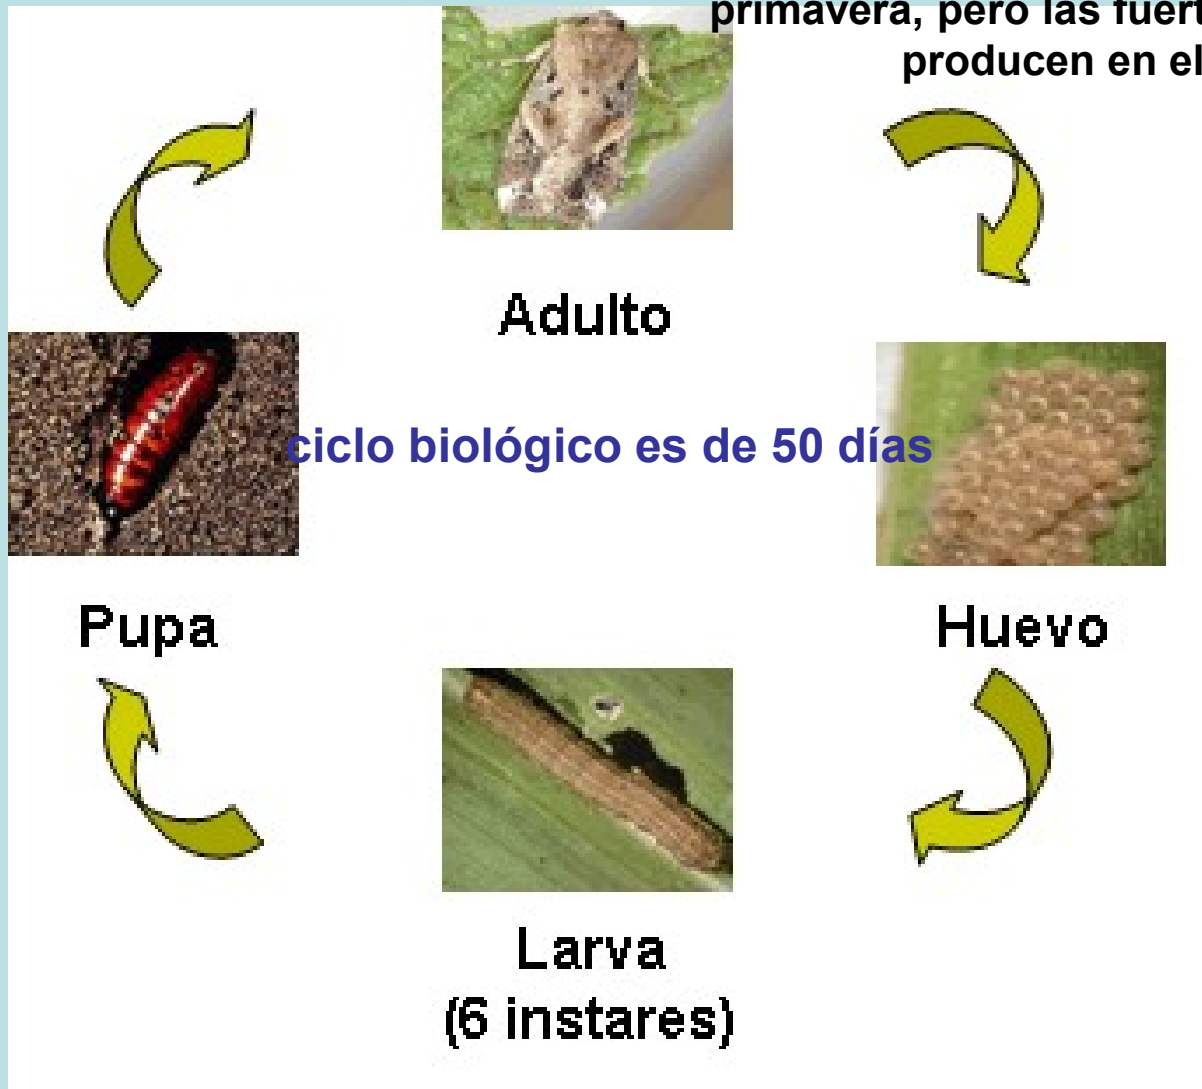 primavera, pero las
producen en el
Adulto
ciclo biológico es de 50 días
Pupa
Huevo
Larva
(6 instares)